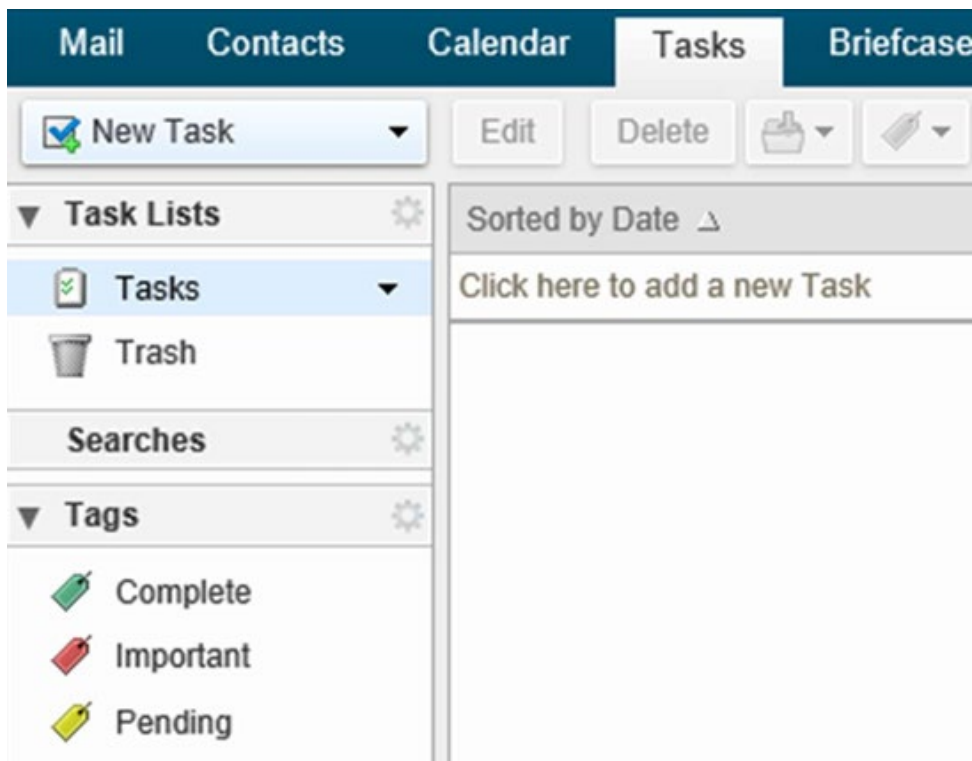 Mail Contacts Calendar Tasks Briefcase
New Task Edit Delete
Task Lists
Sorted by Date
Tasks
Click here to add a new Task
Trash
Searches
Tags
Complete
Important
Pending